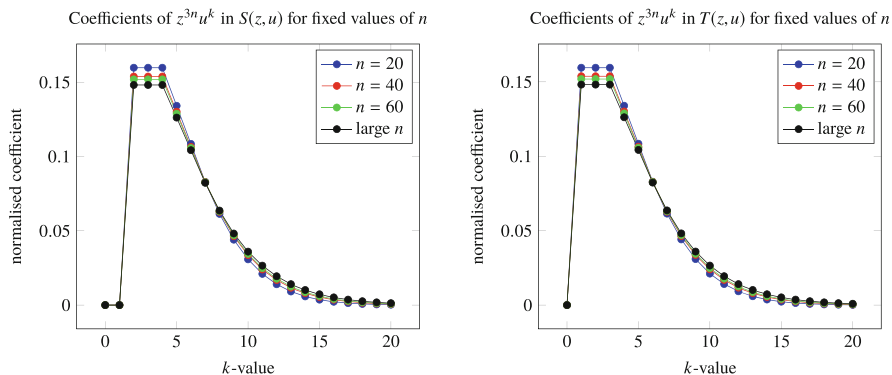 Coefficients of z^{3n}u^k in S(z, u) for fixed values of n
normalised coefficient
0.15
0.1
0.05
0
n = 20
n = 40
n = 60
large n
0 5 10 15 20
k-value
Coefficients of z^{3n}u^k in T(z, u) for fixed values of n
normalised coefficient
0.15
0.1
0.05
0
n = 20
n = 40
n = 60
large n
0 5 10 15 20
k-value